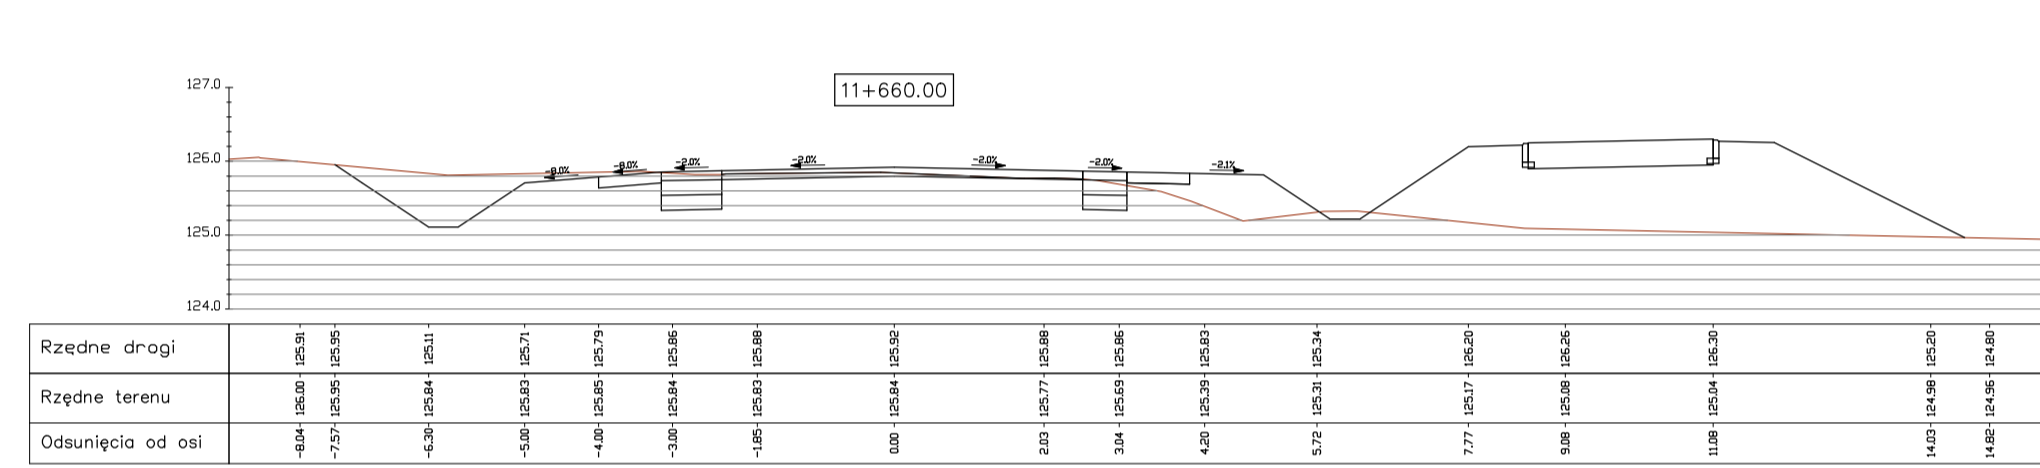 127.0
11+660.00
126.0
-8.0% -8.0% -2.0% -2.0% -2.0% -2.0% -2.1%
125.0
124.0
Rzędne drogi 125.91 125.95 125.11 125.71 125.79 125.86 125.88 125.92 125.88 125.86 125.83 125.34 126.20 126.26 126.30 125.20 124.80
Rzędne terenu 126.00 125.95 125.84 125.83 125.85 125.84 125.83 125.84 125.77 125.69 125.39 125.31 125.17 125.08 125.04 124.98 124.96
Odsunięcia od osi -8.04 -7.57 -6.30 -5.00 -4.00 -3.00 -1.85 0.00 2.03 3.04 4.20 5.72 7.77 9.08 11.08 14.03 14.82